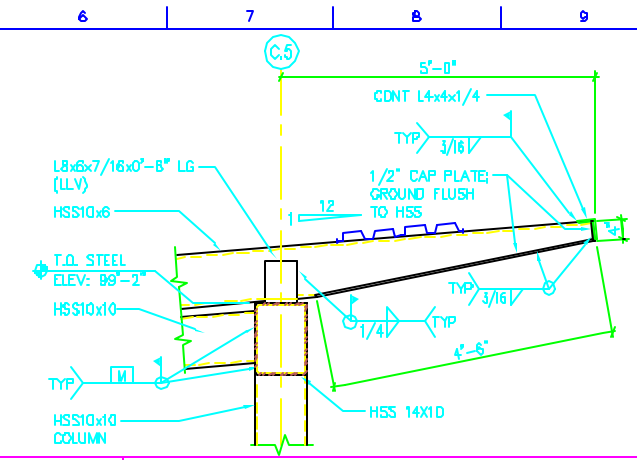 6 7 8 9
C.5
5'-0"
CONT L4x4x1/4
TYP 3/16
L8x6x7/16x0'-8" LG
(LLV)
1/2" CAP PLATE;
GROUND FLUSH
TO HSS
HSS10x6
12
1
4"
T.O. STEEL
ELEV: 99'-2"
TYP 3/16
HSS10x10
1/4 TYP
4'-6"
TYP M
HSS 14X10
HSS10x10
COLUMN